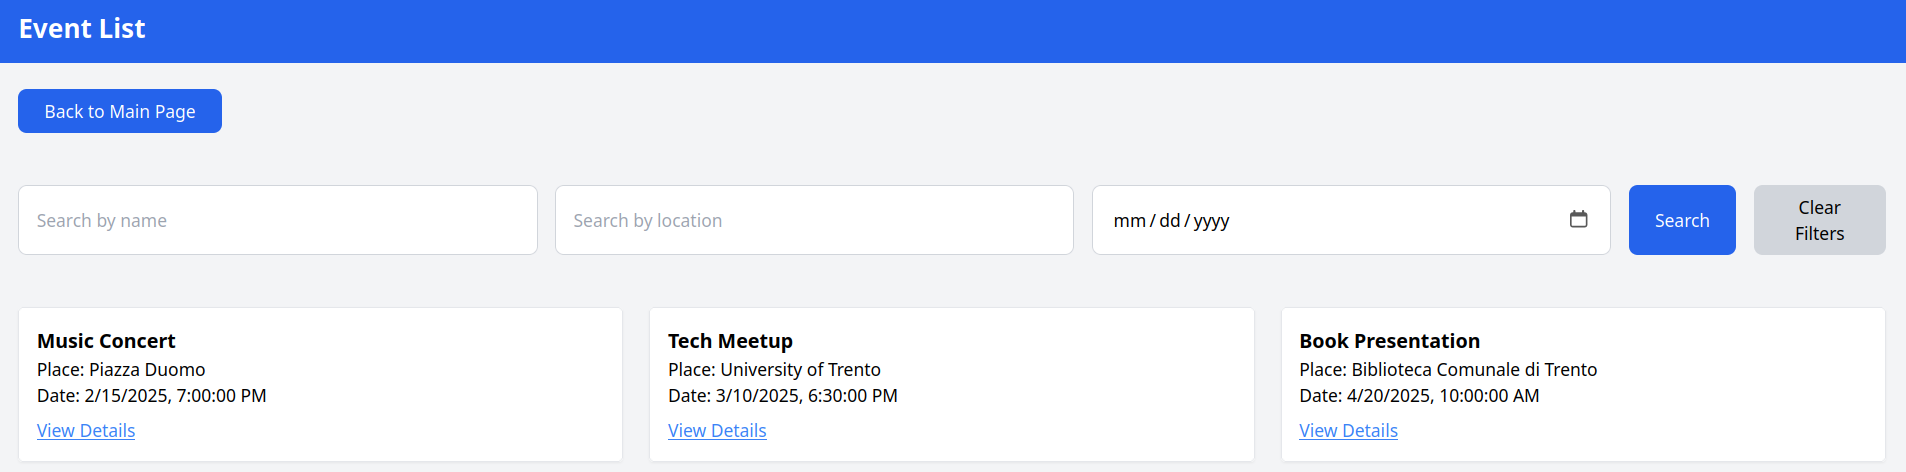 Event List
Back to Main Page
Search by name
Search by location
mm/dd/yyyy
Search
Clear
Filters
Music Concert
Place: Piazza Duomo
Date: 2/15/2025, 7:00:00 PM
View Details
Tech Meetup
Place: University of Trento
Date: 3/10/2025, 6:30:00 PM
View Details
Book Presentation
Place: Biblioteca Comunale di Trento
Date: 4/20/2025, 10:00:00 AM
View Details